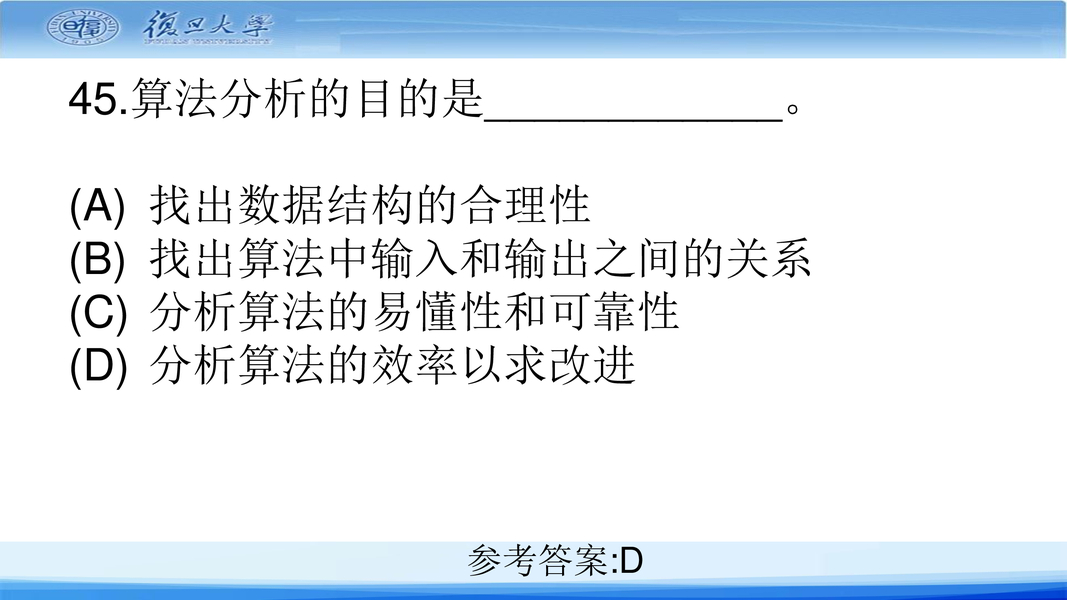 復旦大學
FUDAN UNIVERSITY
45.算法分析的目的是_____________。
(A) 找出数据结构的合理性
(B) 找出算法中输入和输出之间的关系
(C) 分析算法的易懂性和可靠性
(D) 分析算法的效率以求改进
参考答案:D